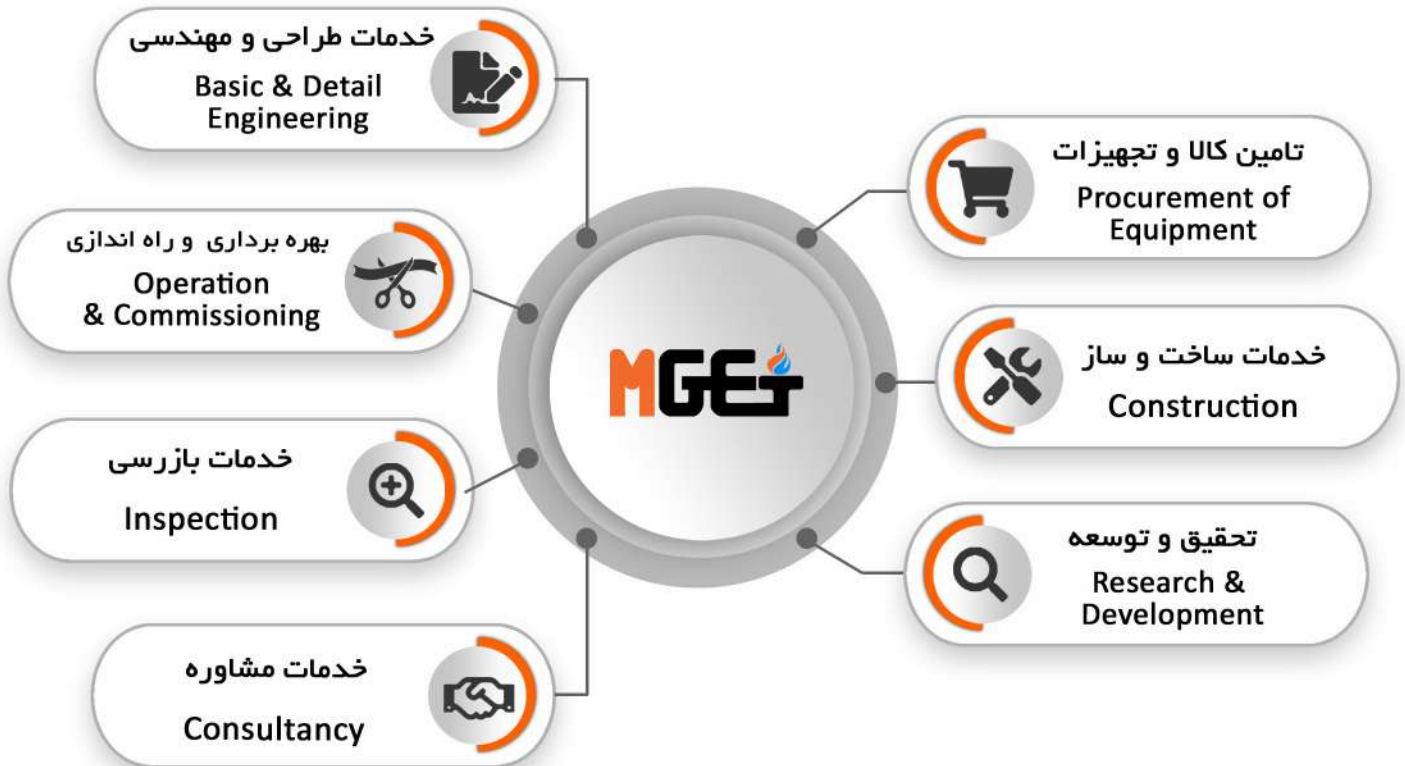 خدمات طراحی و مهندسی
Basic & Detail
Engineering
بهره برداری و راه اندازی
Operation
& Commissioning
خدمات بازرسی
Inspection
خدمات مشاوره
Consultancy
MGET
تامین کالا و تجهیزات
Procurement of
Equipment
خدمات ساخت و ساز
Construction
تحقیق و توسعه
Research &
Development